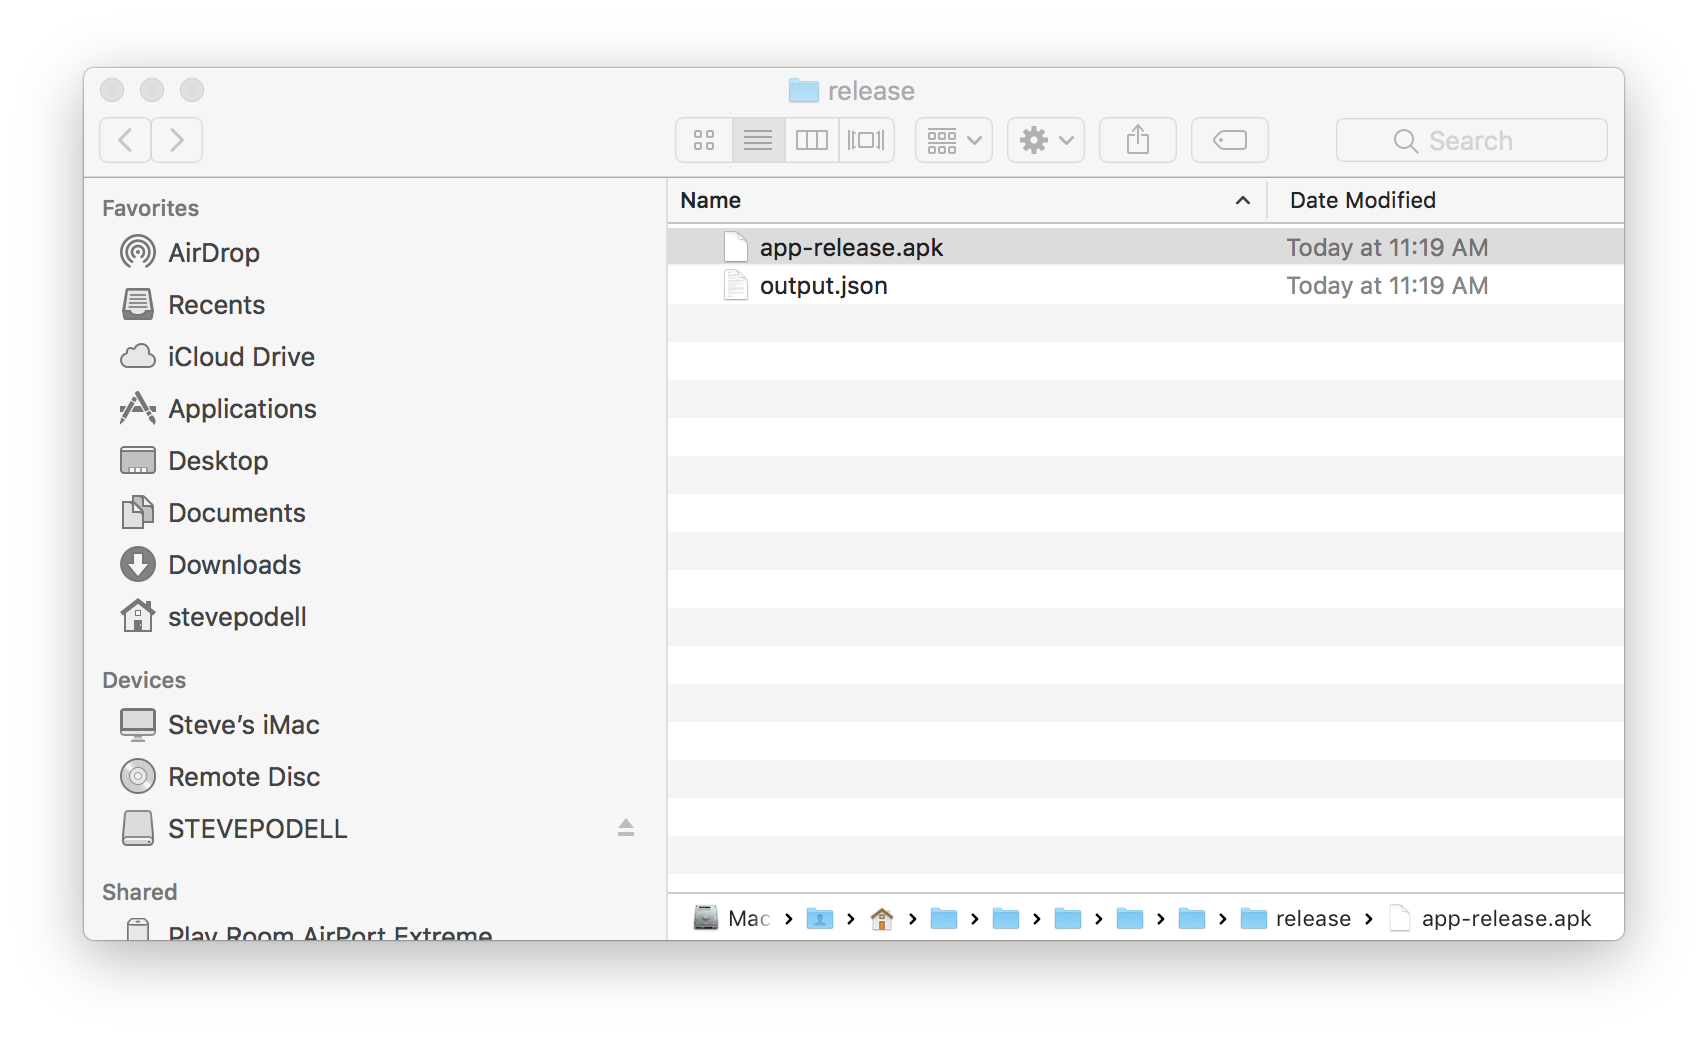 release
Search
Favorites
AirDrop
Recents
iCloud Drive
Applications
Desktop
Documents
Downloads
stevepodell
Devices
Steve’s iMac
Remote Disc
STEVEPODELL
Shared
Play Room AirPort Extreme
Name Date Modified
app-release.apk Today at 11:19 AM
output.json Today at 11:19 AM
Mac release app-release.apk